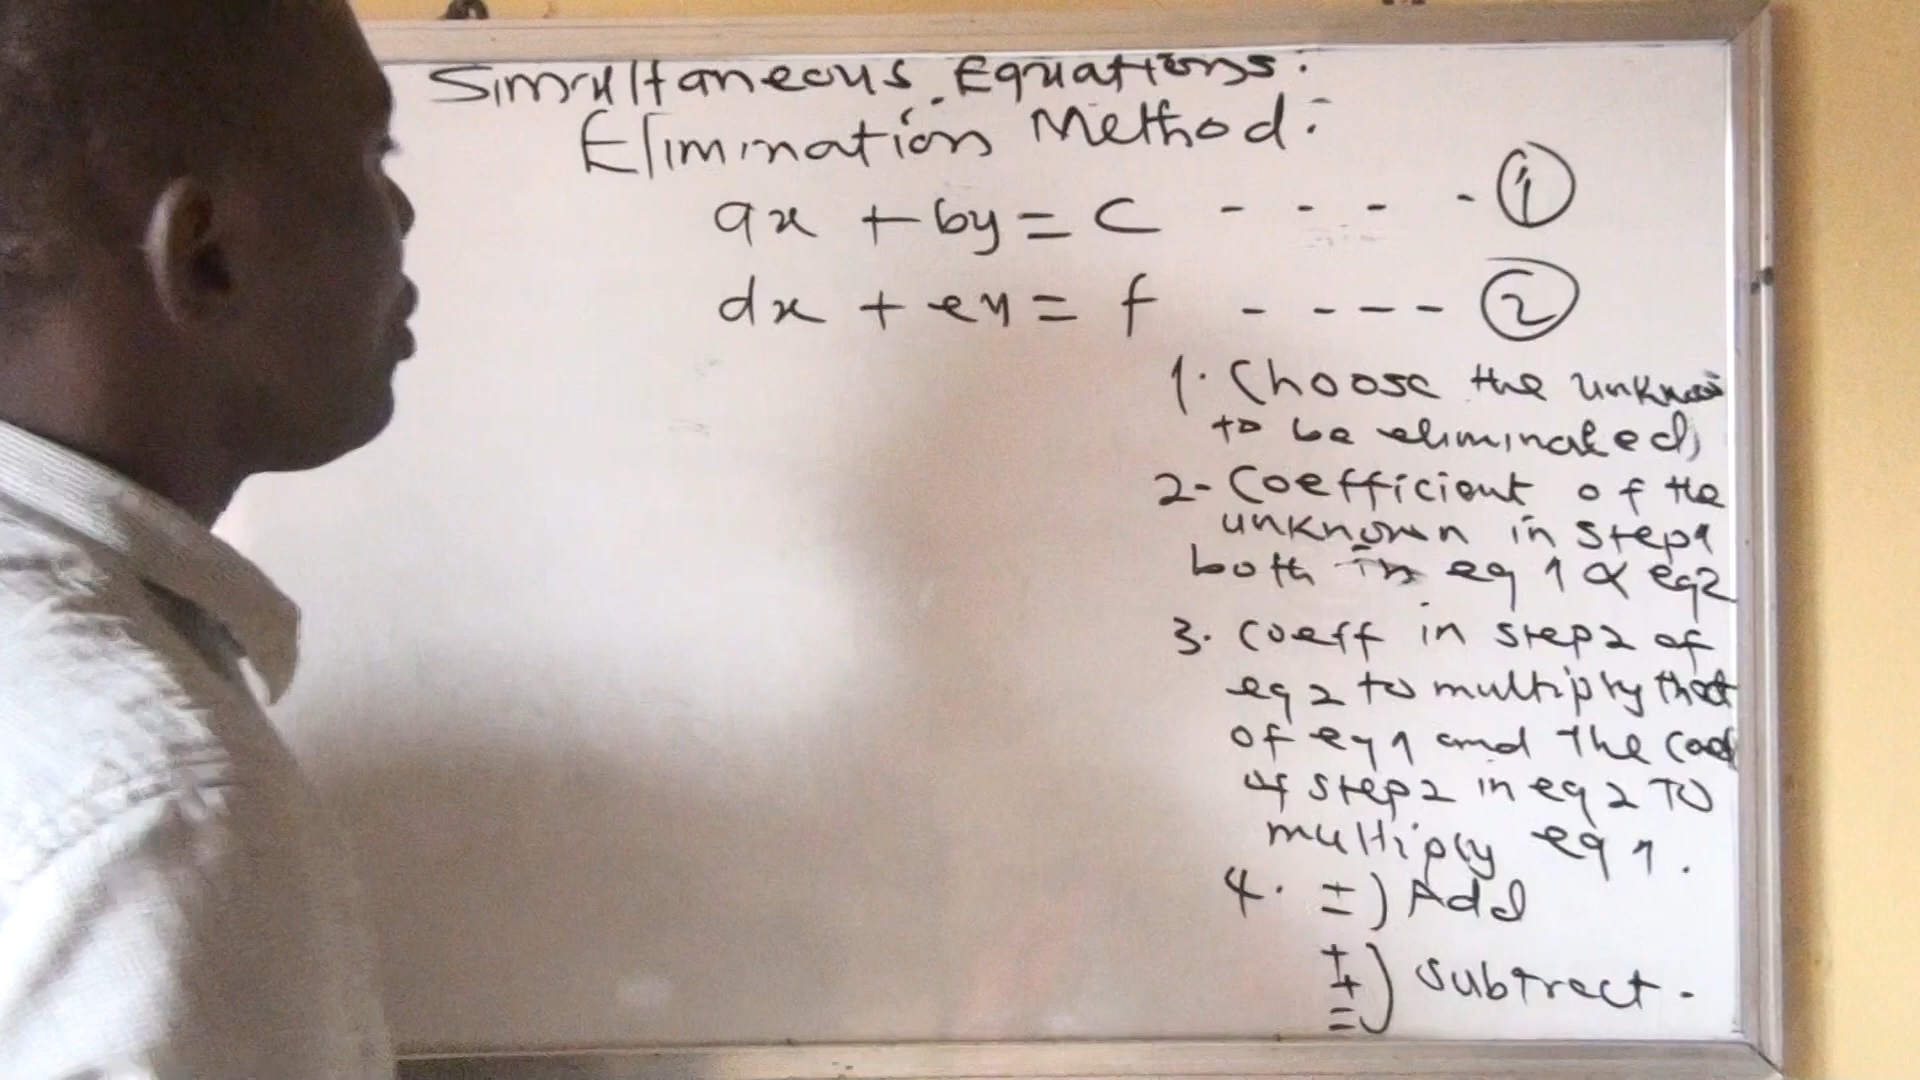 Simultaneous Equations:
Elimination Method:
ax + by = c - - - - 1
dx + ey = f - - - - 2
1. Choose the unknown
to be eliminated,
2- Coefficient of the
unknown in step1
both in eq 1 & eq2
3. Coeff in step2 of
eq 2 to multiply that
of eq 1 and the
of step2 in eq 2 TO
multiply eq 1.
4. ±) Add
+
+
=) Subtract.